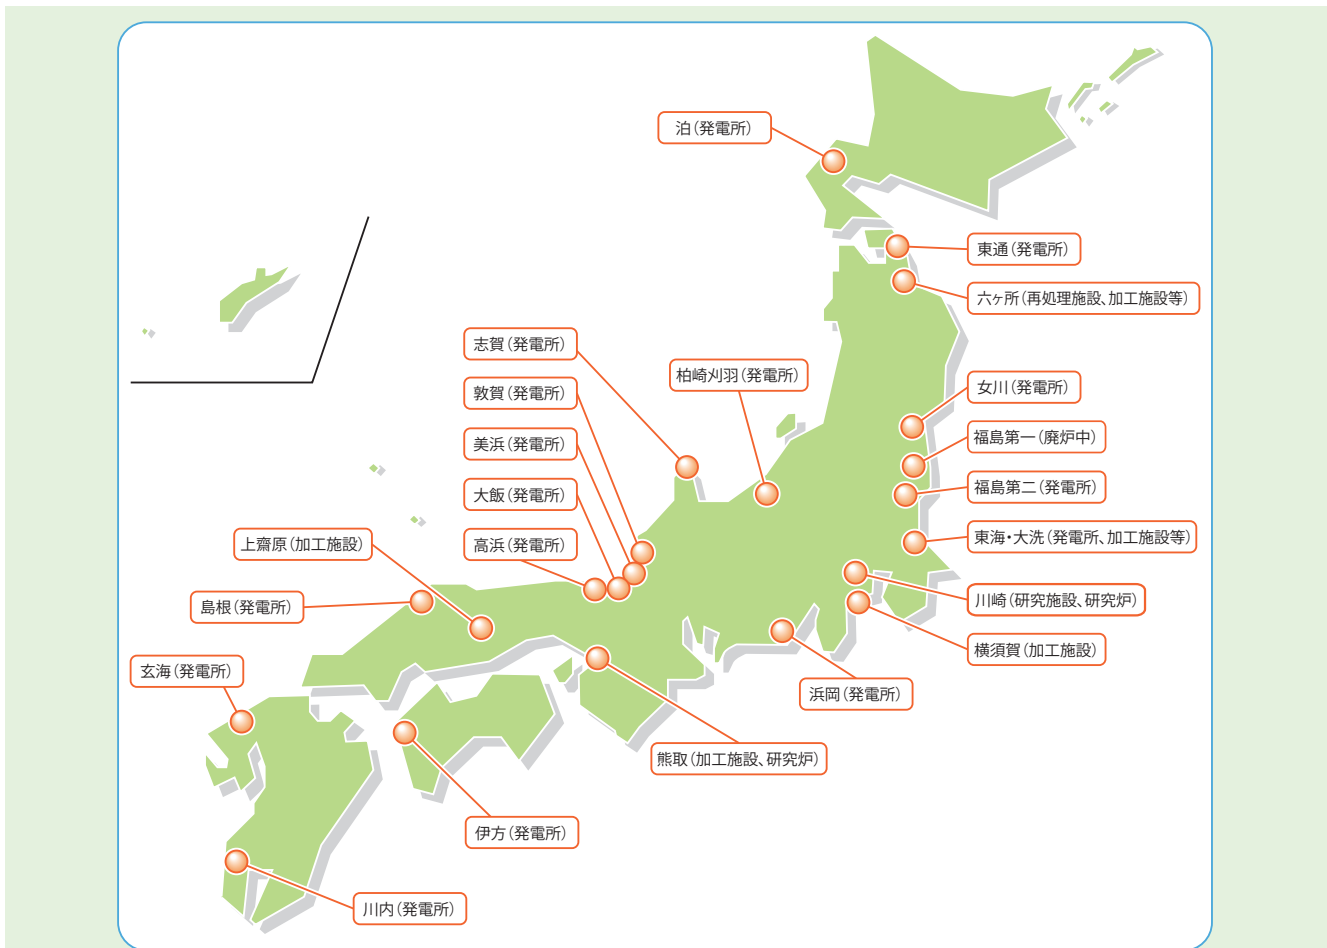 泊(発電所)
東通(発電所)
六ヶ所(再処理施設、加工施設等)
志賀(発電所)
柏崎刈羽(発電所)
敦賀(発電所)
女川(発電所)
美浜(発電所)
福島第一(廃炉中)
大飯(発電所)
福島第二(発電所)
上齋原(加工施設)
高浜(発電所)
東海・大洗(発電所、加工施設等)
島根(発電所)
川崎(研究施設、研究炉)
横須賀(加工施設)
玄海(発電所)
浜岡(発電所)
熊取(加工施設、研究炉)
伊方(発電所)
川内(発電所)